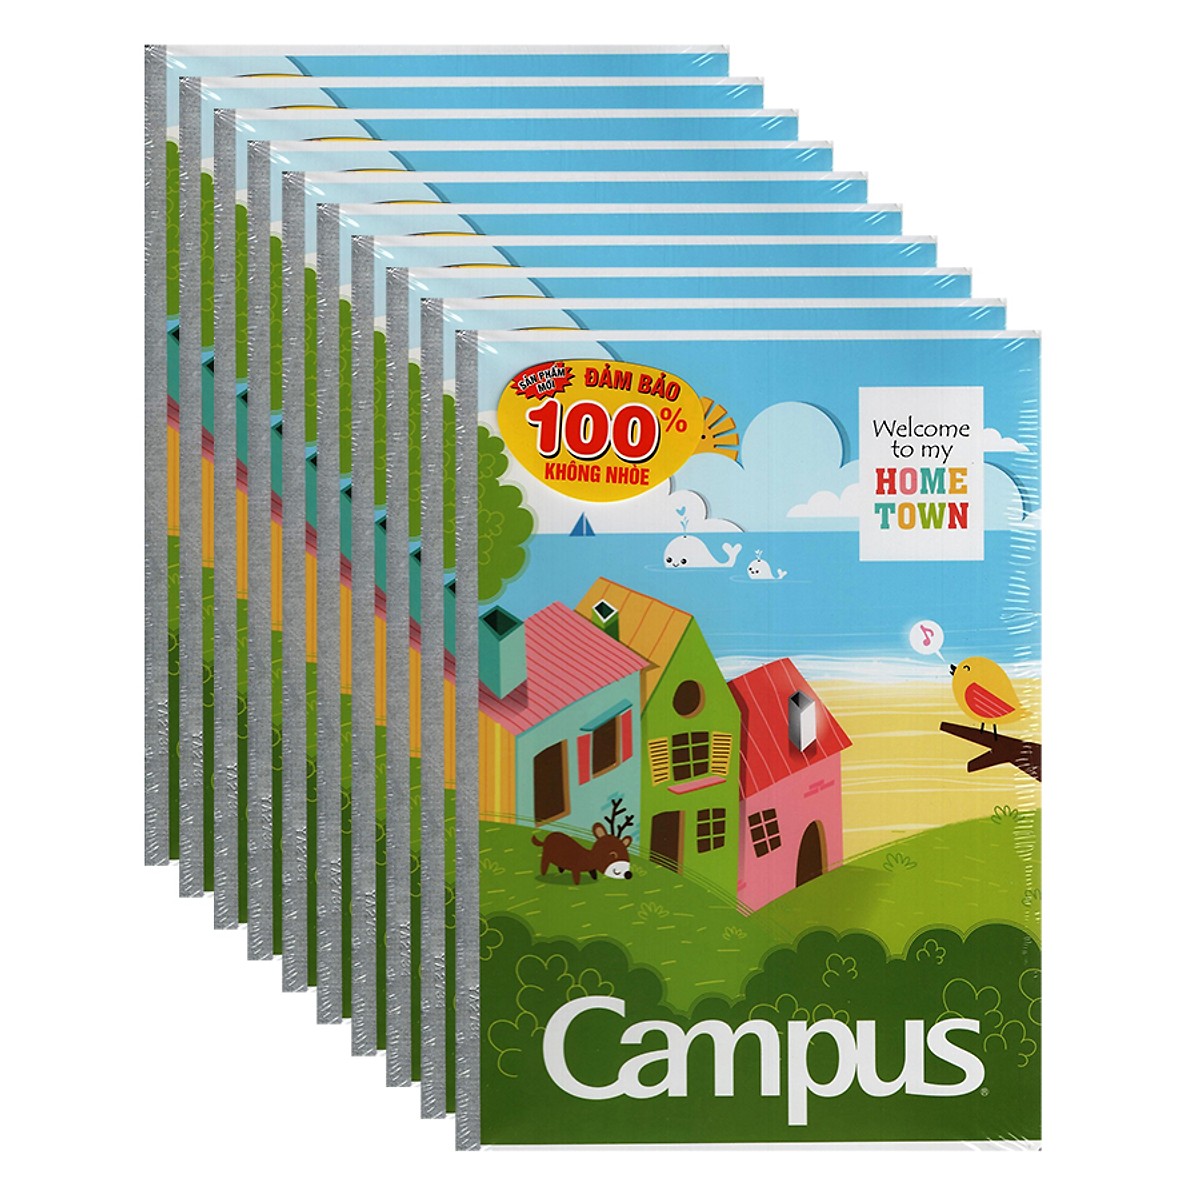 SẢN PHẨM
MỚI
ĐẢM BẢO
100%
KHÔNG NHÒE
Welcome
to my
HOME
TOWN
Campus®